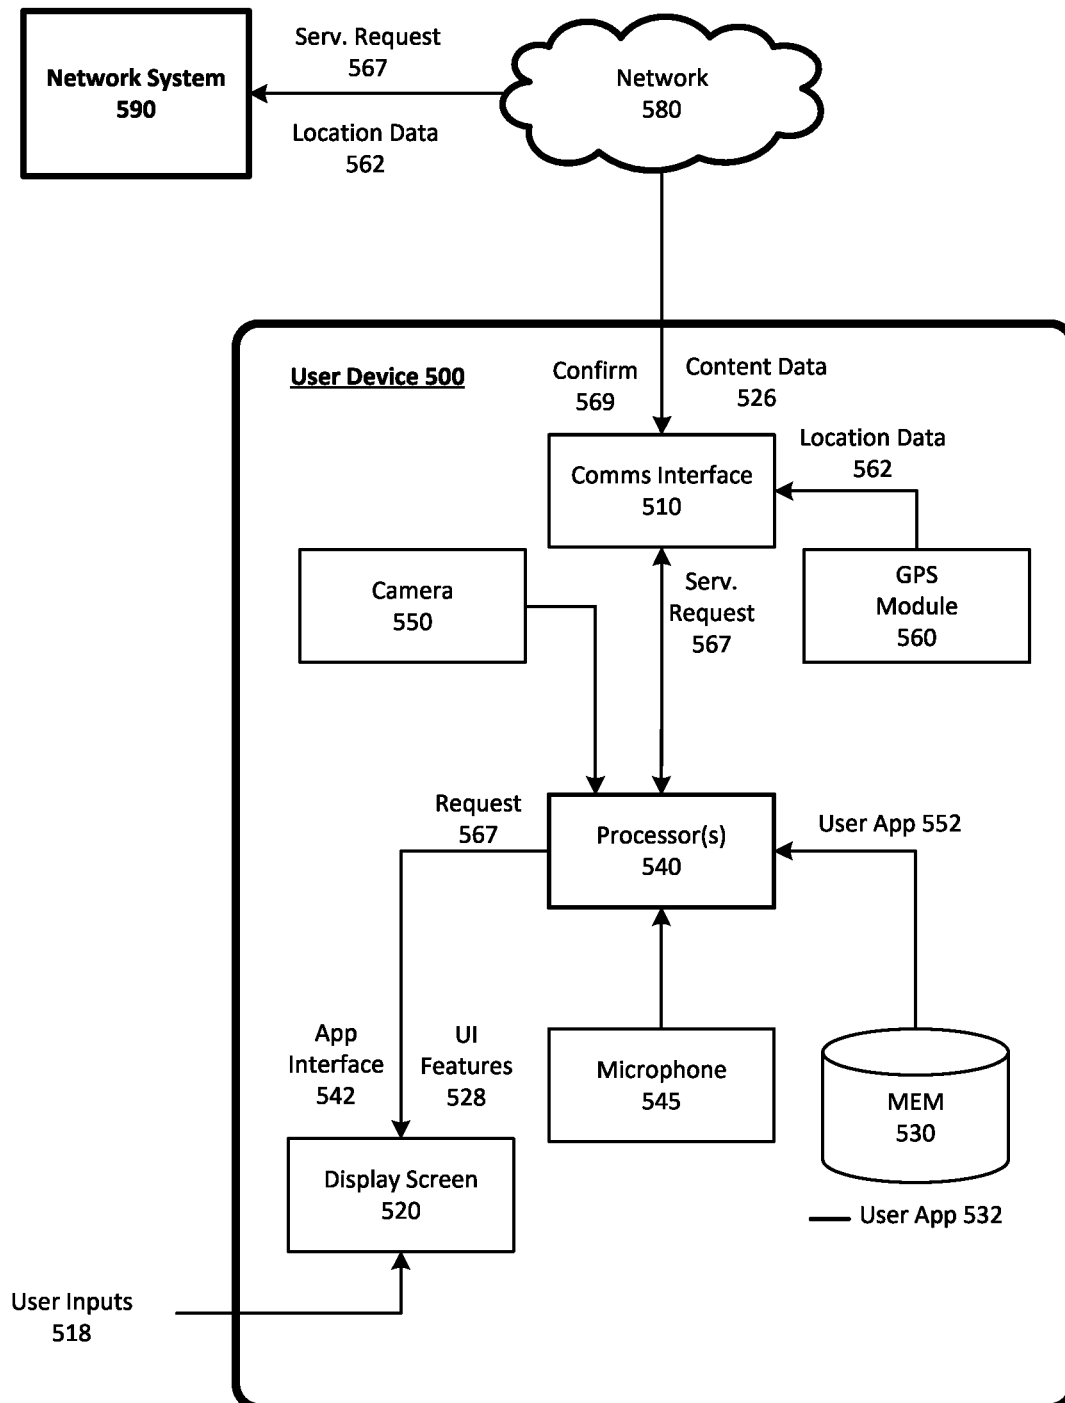 Network System
590
Serv. Request
567
Location Data
562
Network
580
User Device 500
Confirm
569
Content Data
526
Location Data
562
Comms Interface
510
Camera
550
Serv.
Request
567
GPS
Module
560
Request
567
Processor(s)
540
User App 552
App
Interface
542
UI
Features
528
Microphone
545
MEM
530
Display Screen
520
User App 532
User Inputs
518